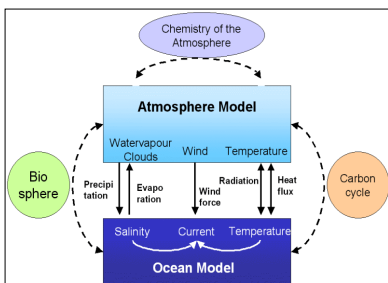 Chemistry of the
Atmosphere
Atmosphere Model
Watervapour
Clouds
Wind
Temperature
Bio
sphere
Precipi
tation
Evapo
ration
Wind
force
Radiation
Heat
flux
Carbon
cycle
Salinity
Current
Temperature
Ocean Model